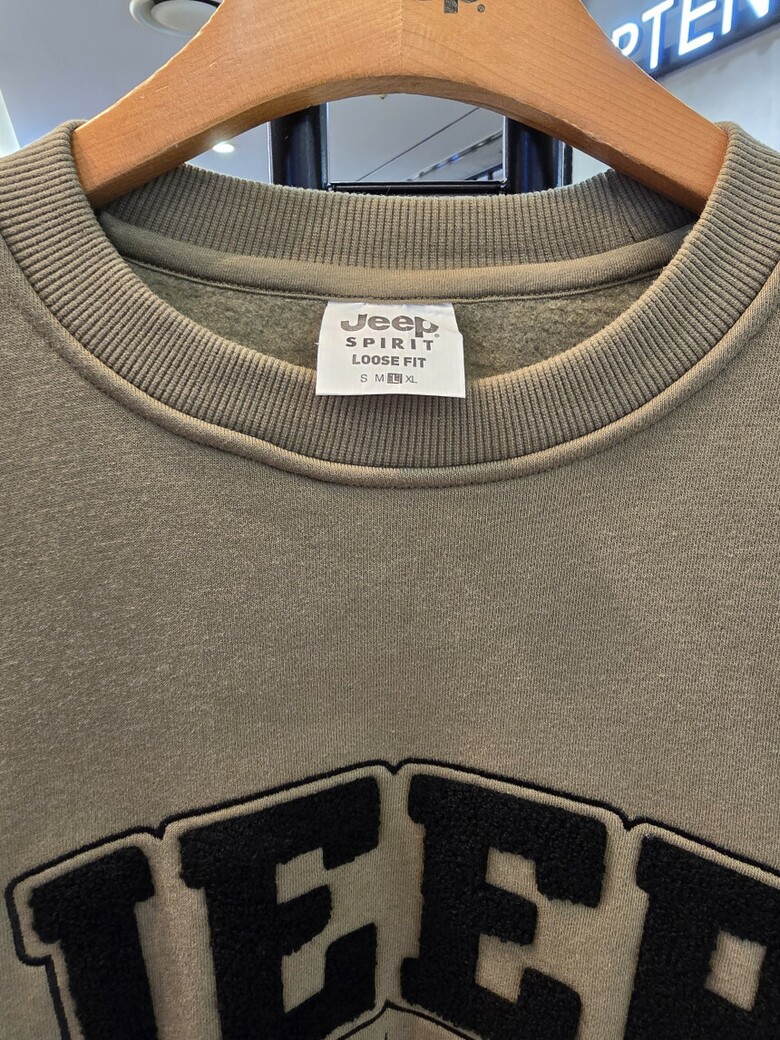 Jeep®
SPIRIT
LOOSE FIT
S M L XL
JEEP